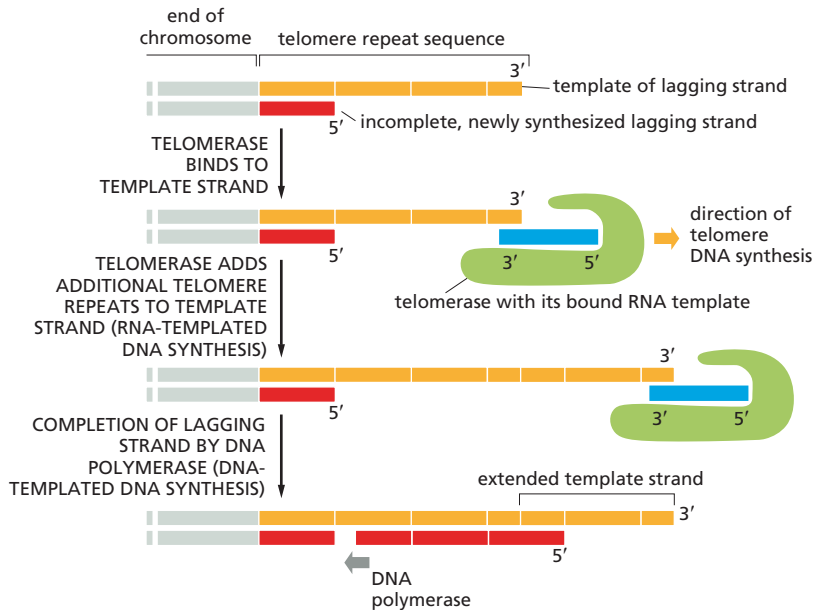 end of
chromosome
telomere repeat sequence
3′
template of lagging strand
incomplete, newly synthesized lagging strand
5′
TELOMERASE
BINDS TO
TEMPLATE STRAND
3′
5′
3′
5′
direction of
telomere
DNA synthesis
telomerase with its bound RNA template
TELOMERASE ADDS
ADDITIONAL TELOMERE
REPEATS TO TEMPLATE
STRAND (RNA-TEMPLATED
DNA SYNTHESIS)
3′
5′
3′
5′
COMPLETION OF LAGGING
STRAND BY DNA
POLYMERASE (DNA-
TEMPLATED DNA SYNTHESIS)
extended template strand
3′
5′
DNA
polymerase